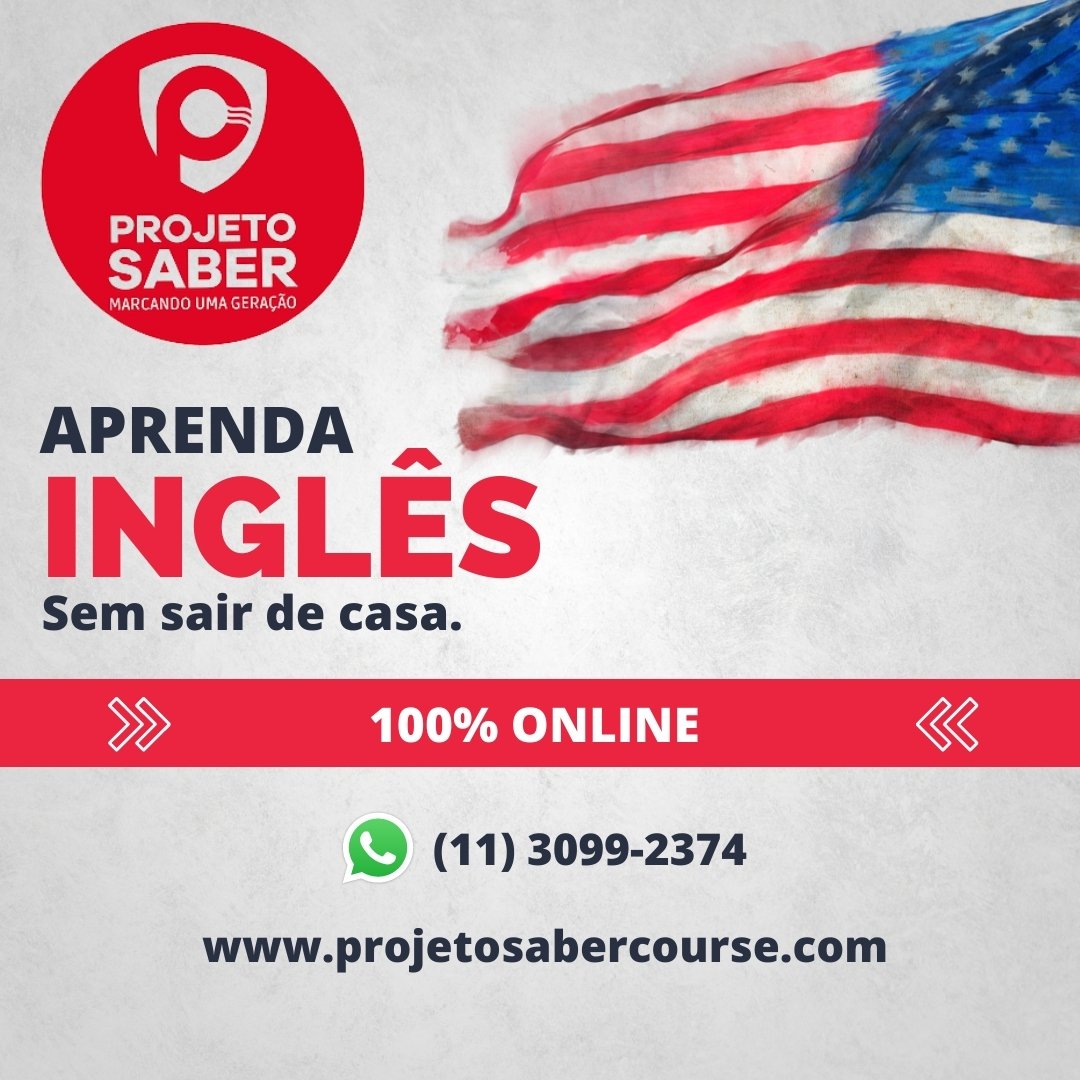 PROJETO
SABER
MARCANDO UMA GERAÇÃO
APRENDA
INGLÊS
Sem sair de casa.
100% ONLINE
(11) 3099-2374
www.projetosabercourse.com